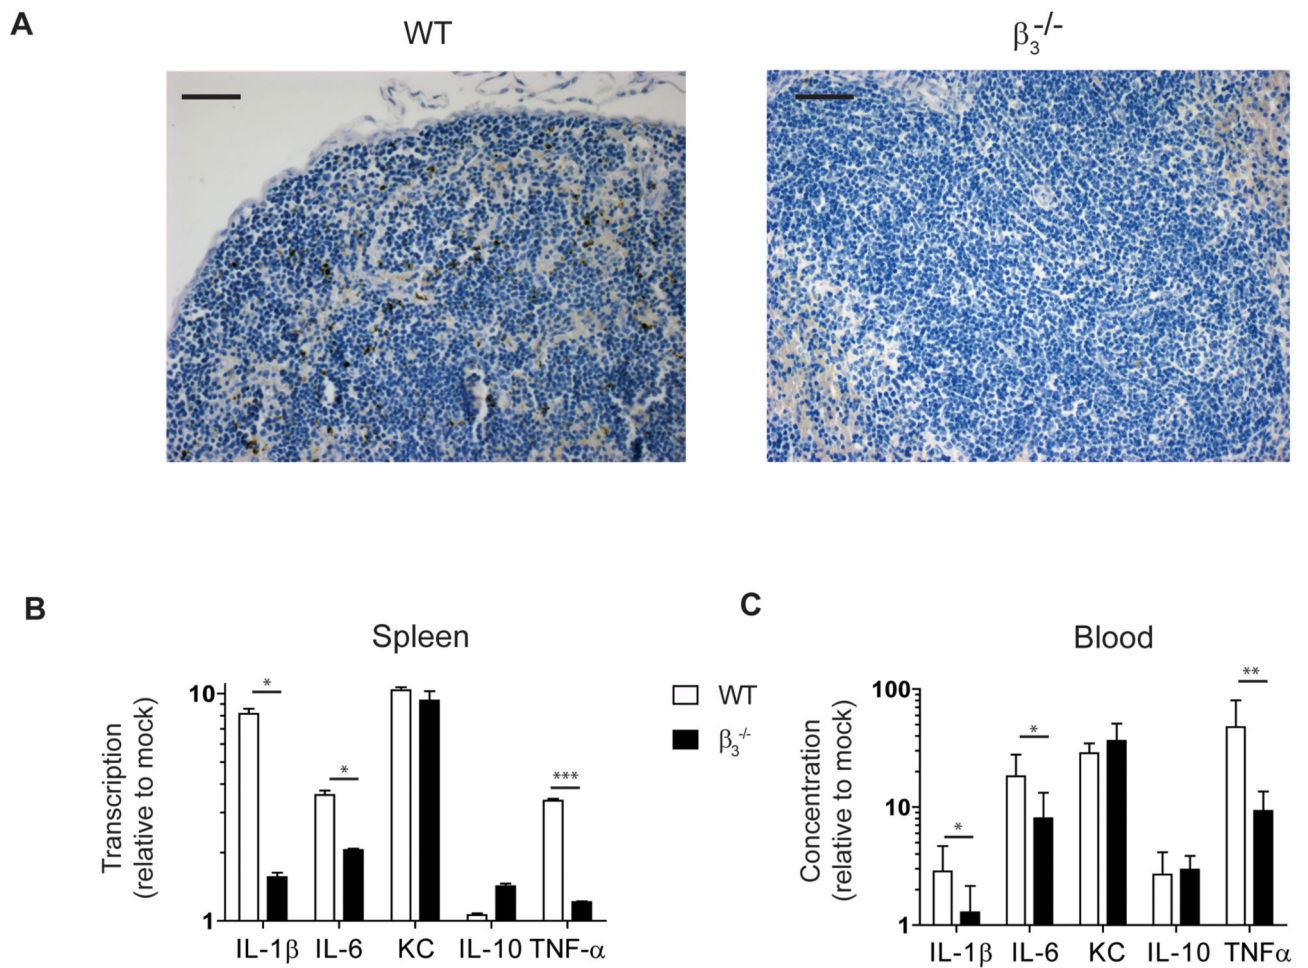 A
WT
β3-/-
B
Spleen
Transcription
(relative to mock)
10
1
*
*
***
IL-1β IL-6 KC IL-10 TNF-α
WT
β3-/-
C
Blood
Concentration
(relative to mock)
100
10
1
*
*
**
IL-1β IL-6 KC IL-10 TNFα